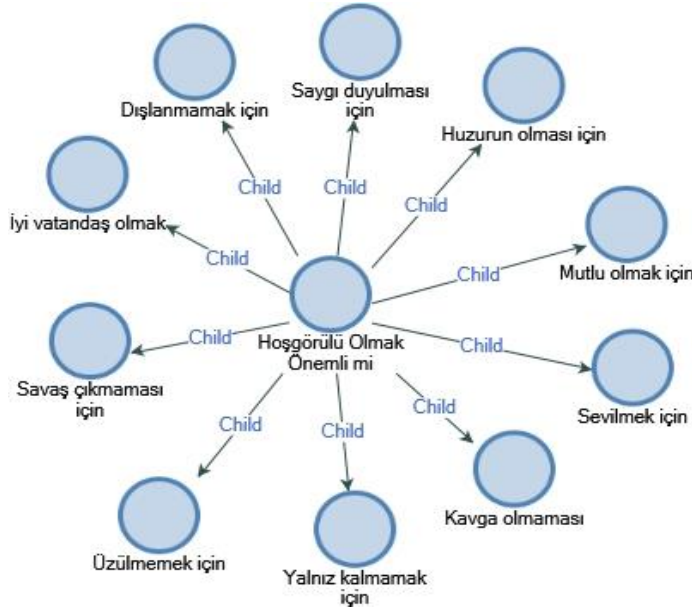 Saygı duyulması
için
Dışlanmamak için
Huzurun olması için
Child
Child
Child
İyi vatandaş olmak
Child
Child
Mutlu olmak için
Hoşgörülü Olmak
Önemli mi
Child
Child
Savaş çıkmaması
için
Sevilmek için
Child
Child
Child
Kavga olmaması
Üzülmemek için
Yalnız kalmamak
için